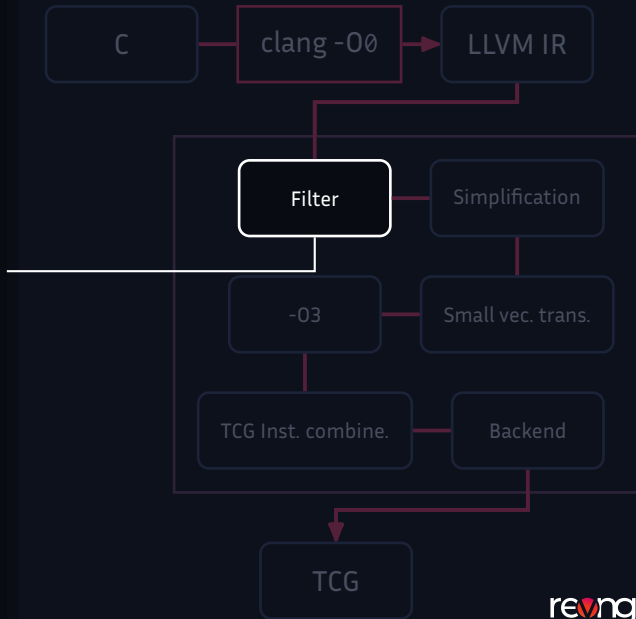 C
clang -O0
LLVM IR
Filter
Simplification
-O3
Small vec. trans.
TCG Inst. combine.
Backend
TCG
revng